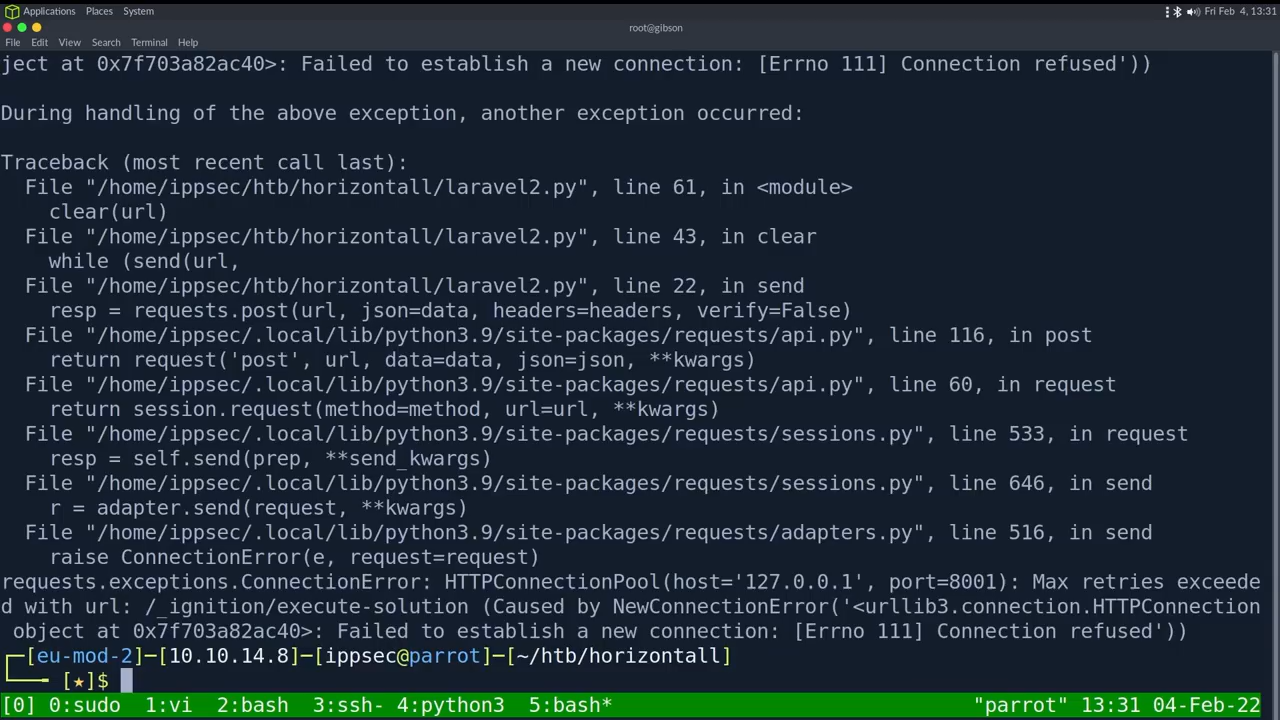 Applications Places System Fri Feb 4, 13:31
root@gibson
File Edit View Search Terminal Help
ject at 0x7f703a82ac40>: Failed to establish a new connection: [Errno 111] Connection refused'))
During handling of the above exception, another exception occurred:
Traceback (most recent call last):
File "/home/ippsec/htb/horizontall/laravel2.py", line 61, in <module>
clear(url)
File "/home/ippsec/htb/horizontall/laravel2.py", line 43, in clear
while (send(url,
File "/home/ippsec/htb/horizontall/laravel2.py", line 22, in send
resp = requests.post(url, json=data, headers=headers, verify=False)
File "/home/ippsec/.local/lib/python3.9/site-packages/requests/api.py", line 116, in post
return request('post', url, data=data, json=json, **kwargs)
File "/home/ippsec/.local/lib/python3.9/site-packages/requests/api.py", line 60, in request
return session.request(method=method, url=url, **kwargs)
File "/home/ippsec/.local/lib/python3.9/site-packages/requests/sessions.py", line 533, in request
resp = self.send(prep, **send_kwargs)
File "/home/ippsec/.local/lib/python3.9/site-packages/requests/sessions.py", line 646, in send
r = adapter.send(request, **kwargs)
File "/home/ippsec/.local/lib/python3.9/site-packages/requests/adapters.py", line 516, in send
raise ConnectionError(e, request=request)
requests.exceptions.ConnectionError: HTTPConnectionPool(host='127.0.0.1', port=8001): Max retries exceede
d with url: /_ignition/execute-solution (Caused by NewConnectionError('<urllib3.connection.HTTPConnection
object at 0x7f703a82ac40>: Failed to establish a new connection: [Errno 111] Connection refused'))
┌─[eu-mod-2]─[10.10.14.8]─[ippsec@parrot]─[~/htb/horizontall]
└──╼ [★]$
[0] 0:sudo 1:vi 2:bash 3:ssh- 4:python3 5:bash* "parrot" 13:31 04-Feb-22